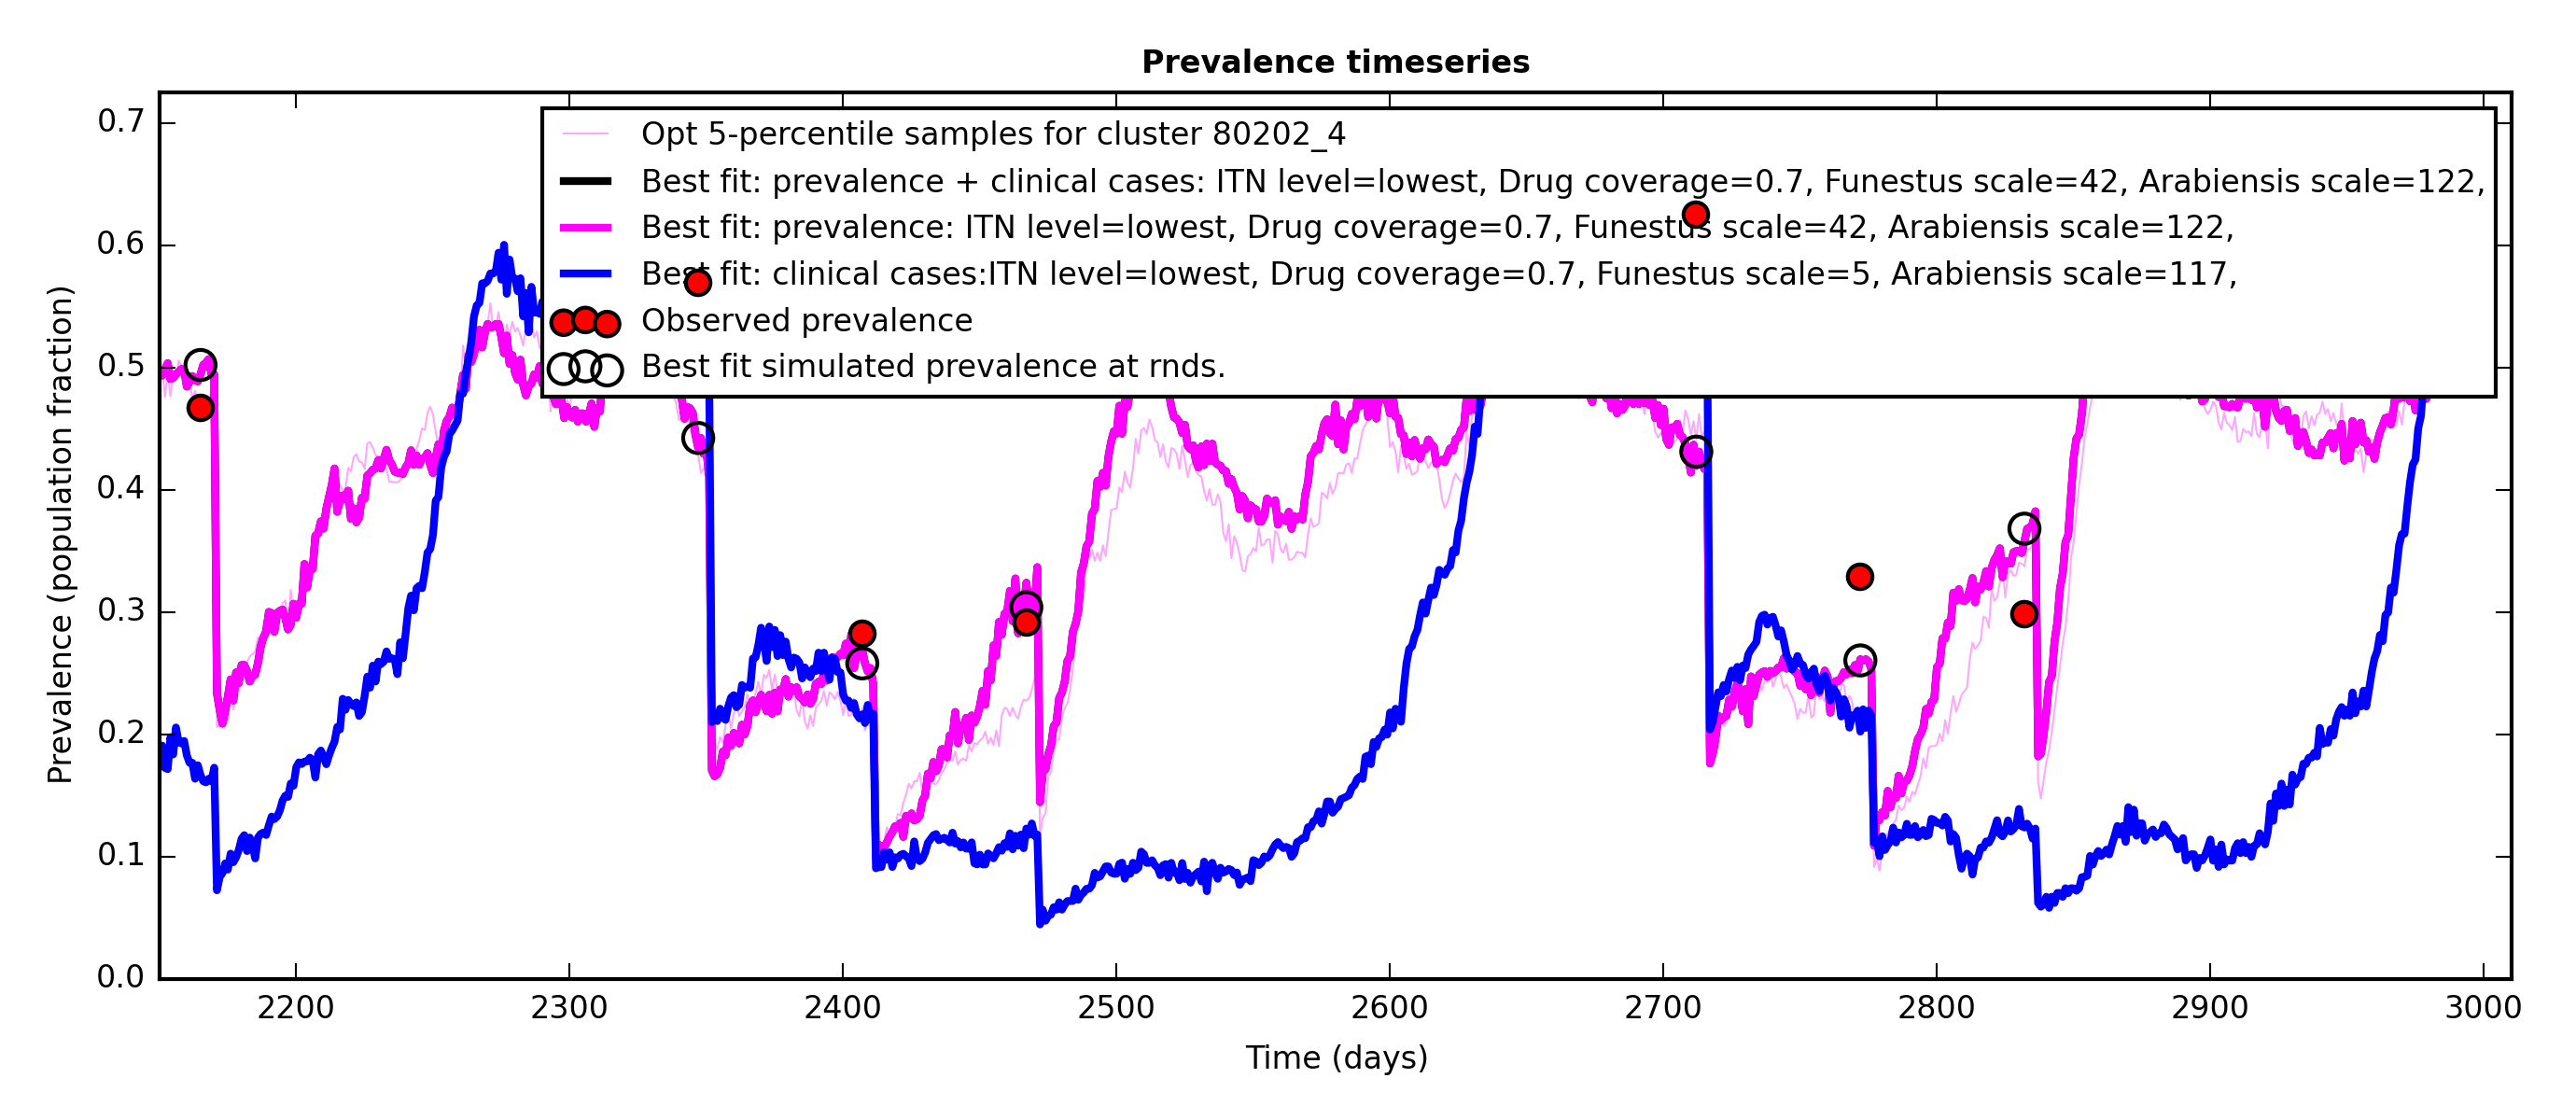 Prevalence timeseries
Opt 5-percentile samples for cluster 80202_4
Best fit: prevalence + clinical cases: ITN level=lowest, Drug coverage=0.7, Funestus scale=42, Arabiensis scale=122,
Best fit: prevalence: ITN level=lowest, Drug coverage=0.7, Funestus scale=42, Arabiensis scale=122,
Best fit: clinical cases:ITN level=lowest, Drug coverage=0.7, Funestus scale=5, Arabiensis scale=117,
Observed prevalence
Best fit simulated prevalence at rnds.
Prevalence (population fraction)
0.7
0.6
0.5
0.4
0.3
0.2
0.1
0.0
2200 2300 2400 2500 2600 2700 2800 2900 3000
Time (days)